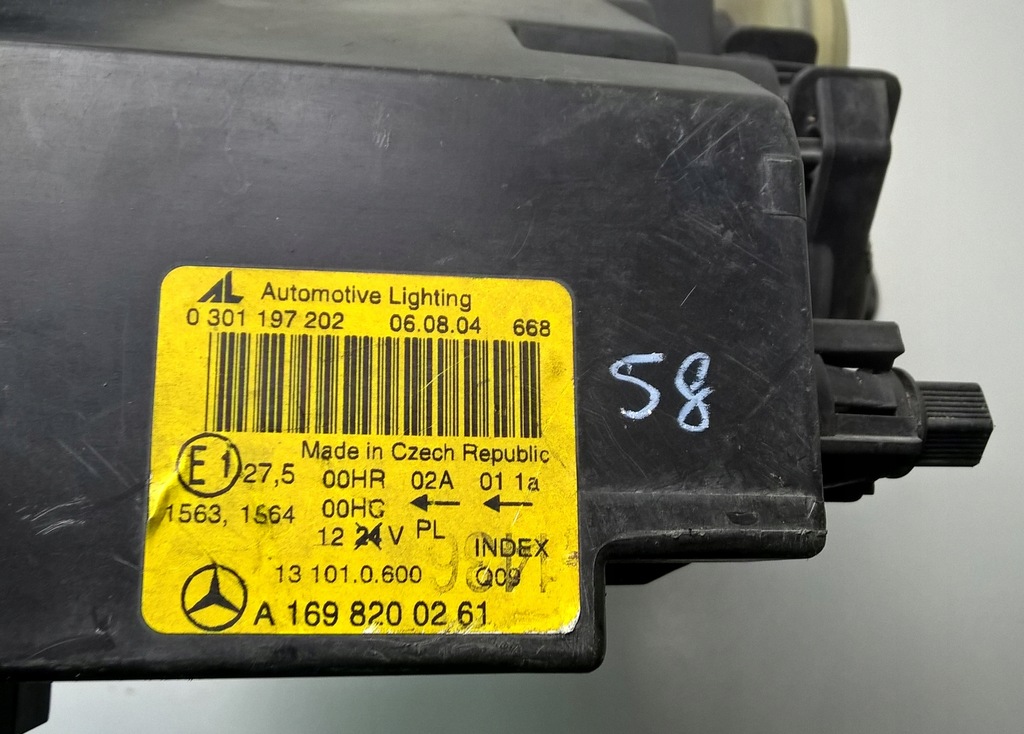 AL Automotive Lighting
0 301 197 202 06.08.04 668
58
Made in Czech Republic
E1 27,5 00HR 02A 01 1a
1563, 1564 00HC ← ←
12 24 V PL
INDEX
13 101.0.600 Q09
A 169 820 02 61